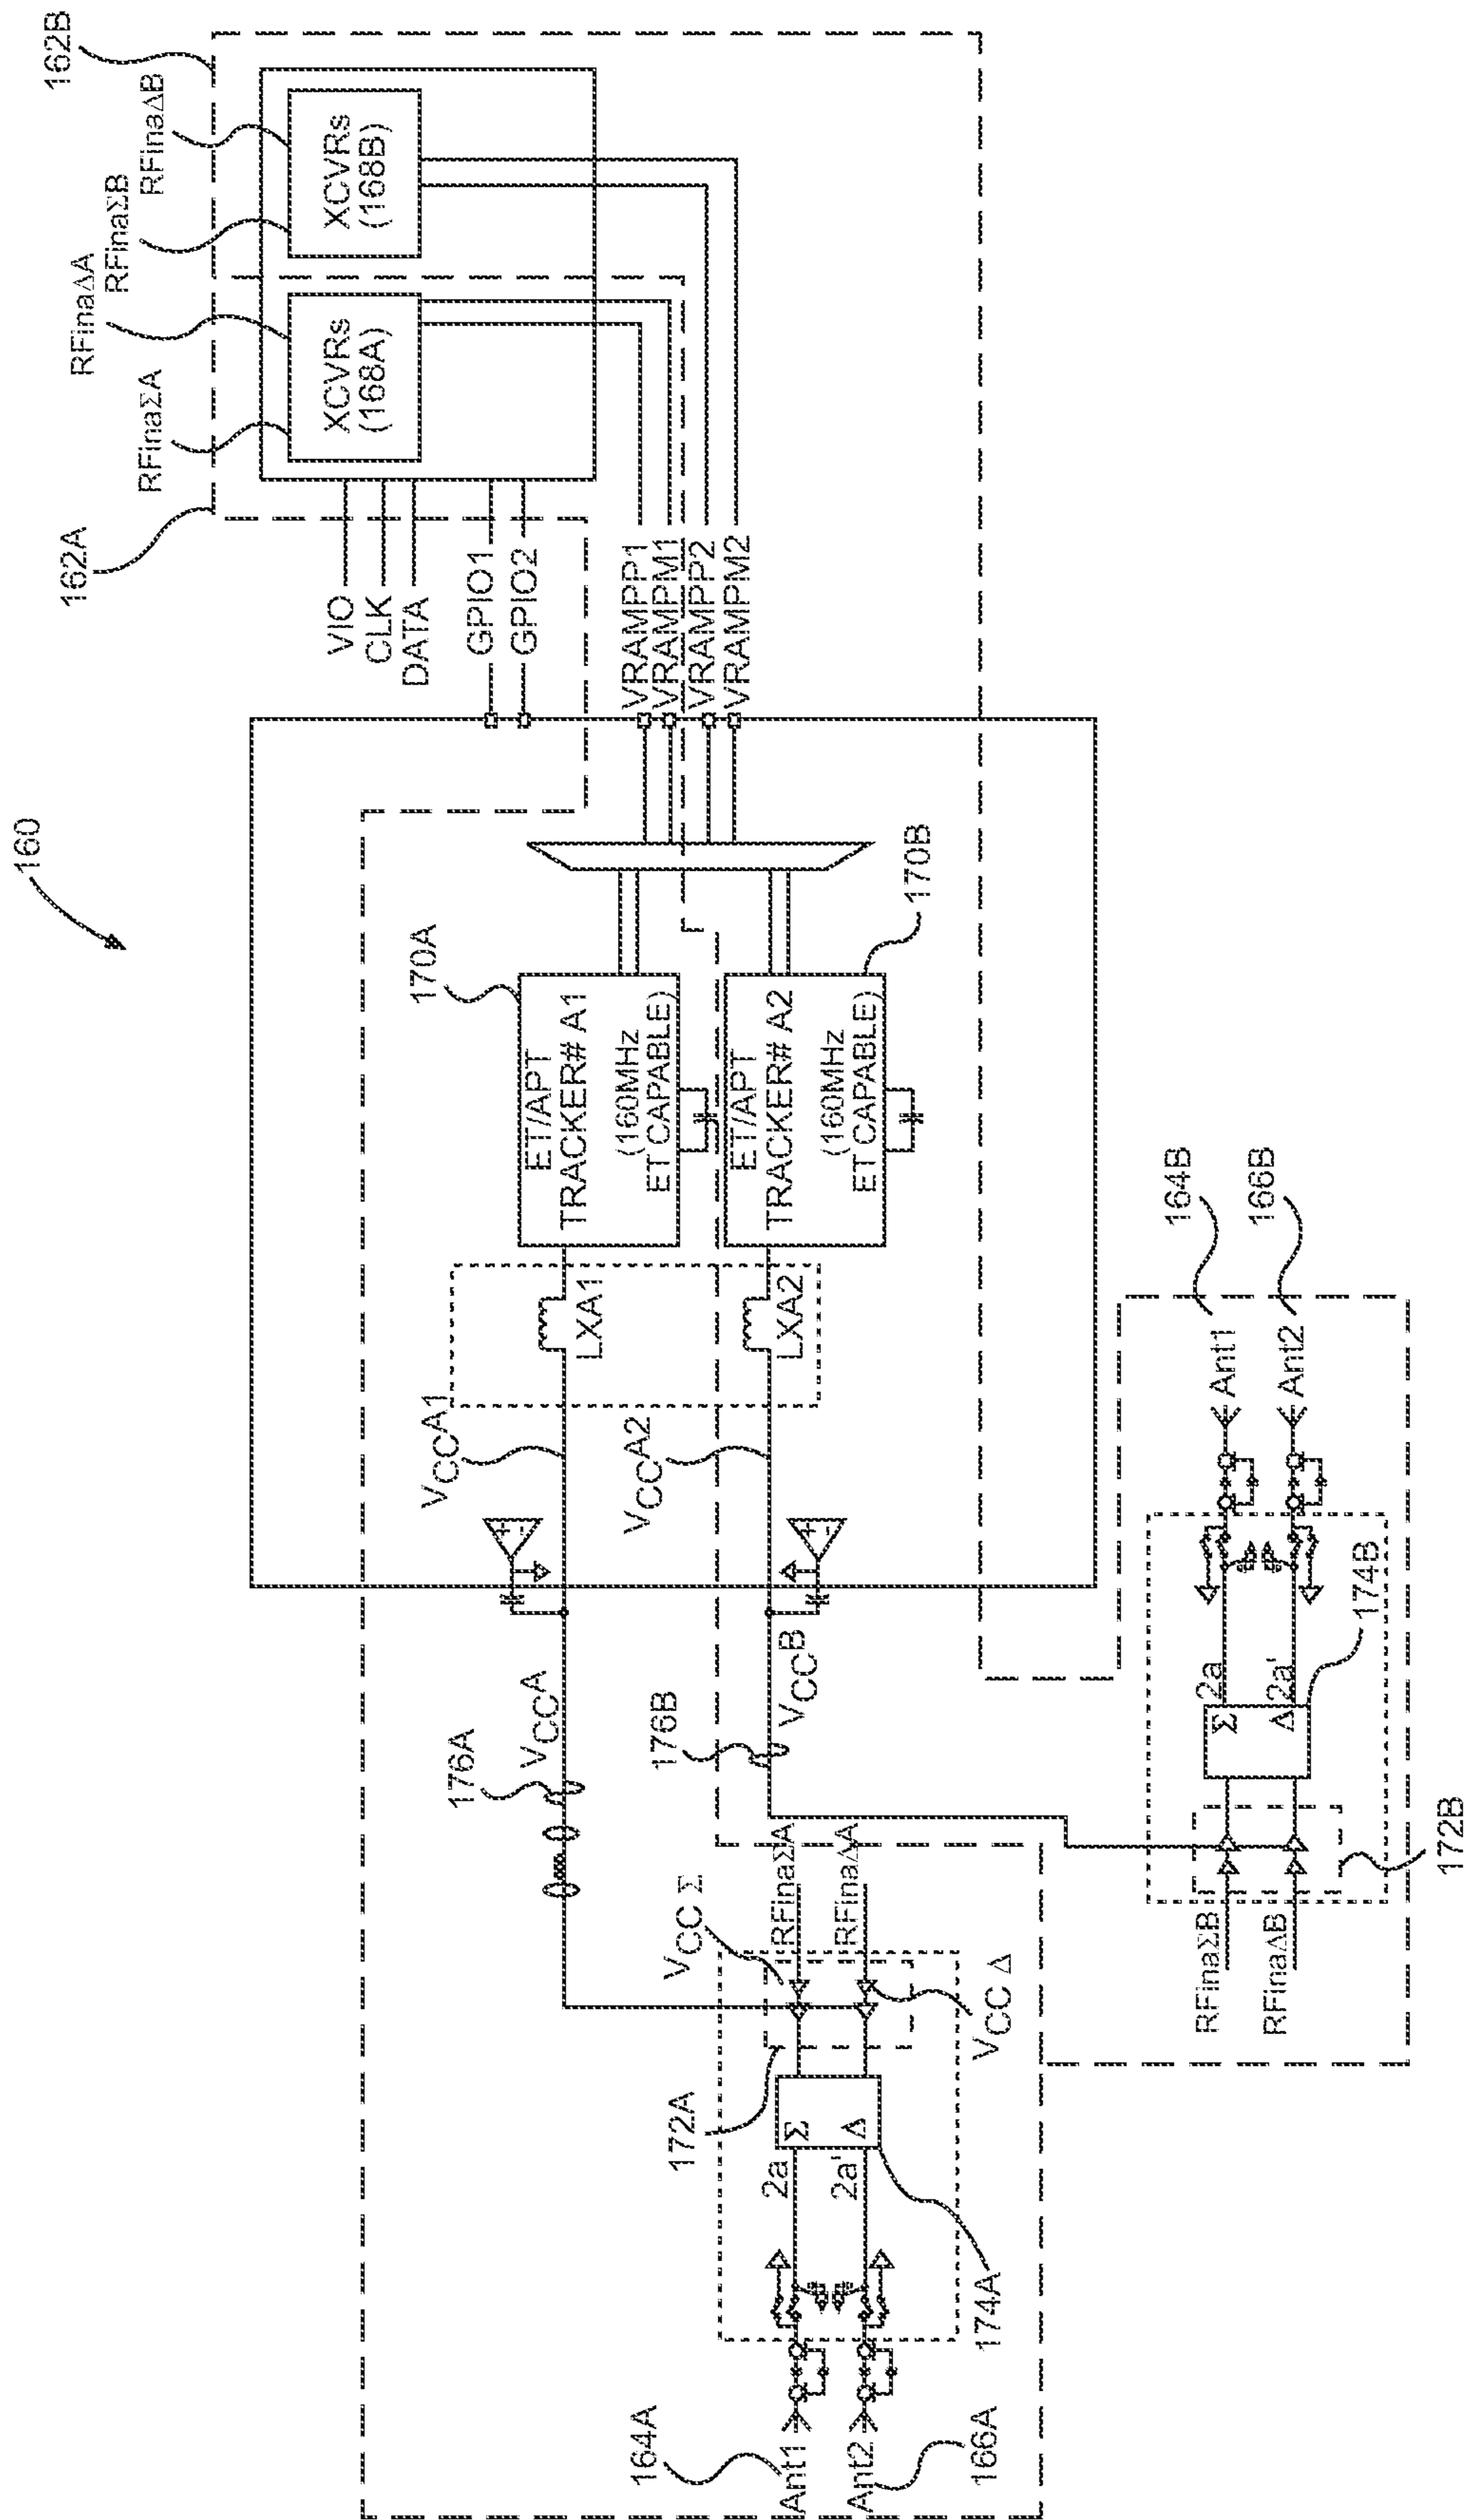 160
162A
162B
RFinaΣA
RFinaΔA
RFinaΣB
RFinaΔB
XCVRs
(168A)
XCVRs
(168B)
VIO
CLK
DATA
GPIO1
GPIO2
VRAMPP1
VRAMPM1
VRAMPP2
VRAMPM2
170A
ET/APT
TRACKER# A1
(160MHz
ET CAPABLE)
170B
ET/APT
TRACKER# A2
(160MHz
ET CAPABLE)
LXA1
LXA2
VCCA1
VCCA2
+
-
+
-
176A
VCCA
176B
VCCB
VCC Σ
RFinaΣA
RFinaΔA
VCC Δ
172A
Σ
Δ
2a
2a'
174A
164A
Ant1
Ant2
166A
164B
Ant1
166B
Ant2
174B
2a
2a'
Σ
Δ
172B
RFinaΣB
RFinaΔB